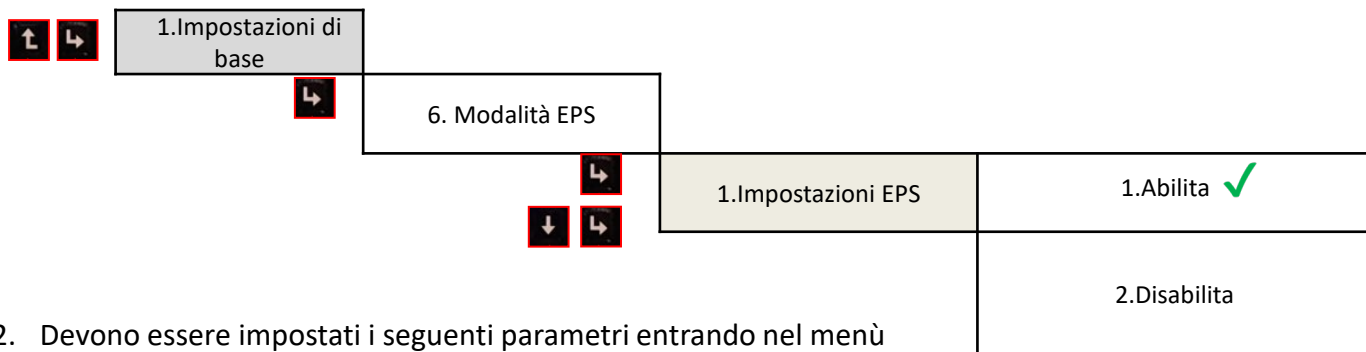 1.Impostazioni di
base
6. Modalità EPS
1.Impostazioni EPS
1.Abilita
2.Disabilita
2. Devono essere impostati i seguenti parametri entrando nel menù